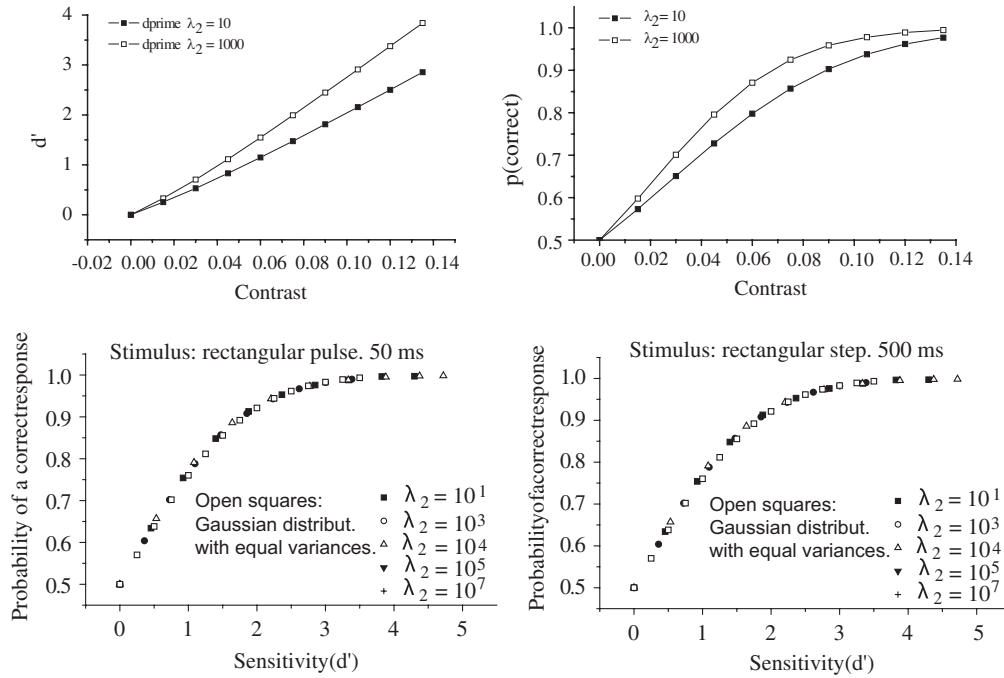 dprime λ2 = 10
dprime λ2 = 1000
4
3
2
1
0
d'
-0.02 0.00 0.02 0.04 0.06 0.08 0.10 0.12 0.14
Contrast
λ2= 10
λ2= 1000
1.0
0.9
0.8
0.7
0.6
0.5
p(correct)
0.00 0.02 0.04 0.06 0.08 0.10 0.12 0.14
Contrast
Stimulus: rectangular pulse. 50 ms
1.0
0.9
0.8
0.7
0.6
0.5
Probability of a correctresponse
Open squares:
Gaussian distribut.
with equal variances.
λ2 = 10^1
λ2 = 10^3
λ2 = 10^4
λ2 = 10^5
λ2 = 10^7
0 1 2 3 4 5
Sensitivity(d')
Stimulus: rectangular step. 500 ms
1.0
0.9
0.8
0.7
0.6
0.5
Probabilityofacorrectresponse
Open squares:
Gaussian distribut.
with equal variances.
λ2 = 10^1
λ2 = 10^3
λ2 = 10^4
λ2 = 10^5
λ2 = 10^7
0 1 2 3 4 5
Sensitivity(d')